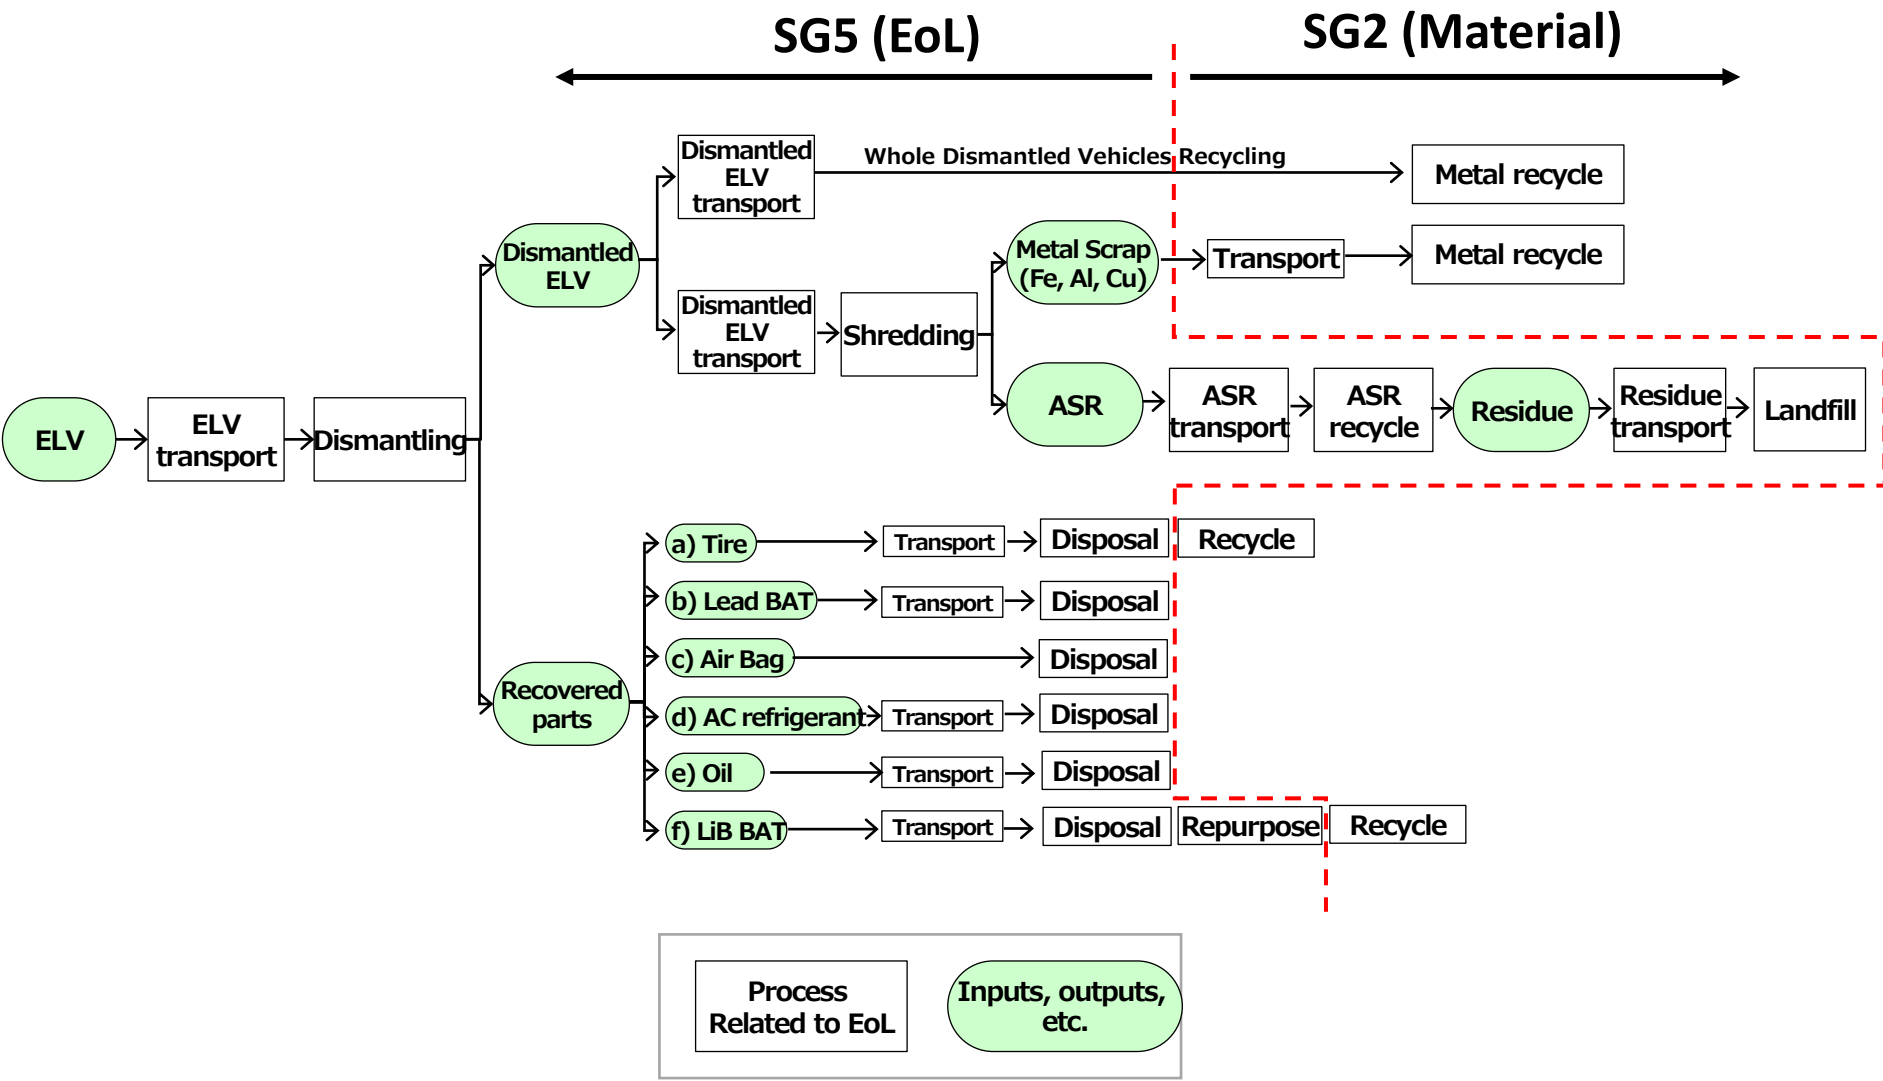 SG5 (EoL)
SG2 (Material)
Dismantled
ELV
transport
Whole Dismantled Vehicles Recycling
Metal recycle
Dismantled
ELV
Metal Scrap
(Fe, Al, Cu)
Transport
Metal recycle
Dismantled
ELV
transport
Shredding
ELV
ELV
transport
Dismantling
ASR
ASR
transport
ASR
recycle
Residue
Residue
transport
Landfill
a) Tire
Transport
Disposal
Recycle
b) Lead BAT
Transport
Disposal
c) Air Bag
Disposal
Recovered
parts
d) AC refrigerant
Transport
Disposal
e) Oil
Transport
Disposal
f) LiB BAT
Transport
Disposal
Repurpose
Recycle
Process
Related to EoL
Inputs, outputs,
etc.